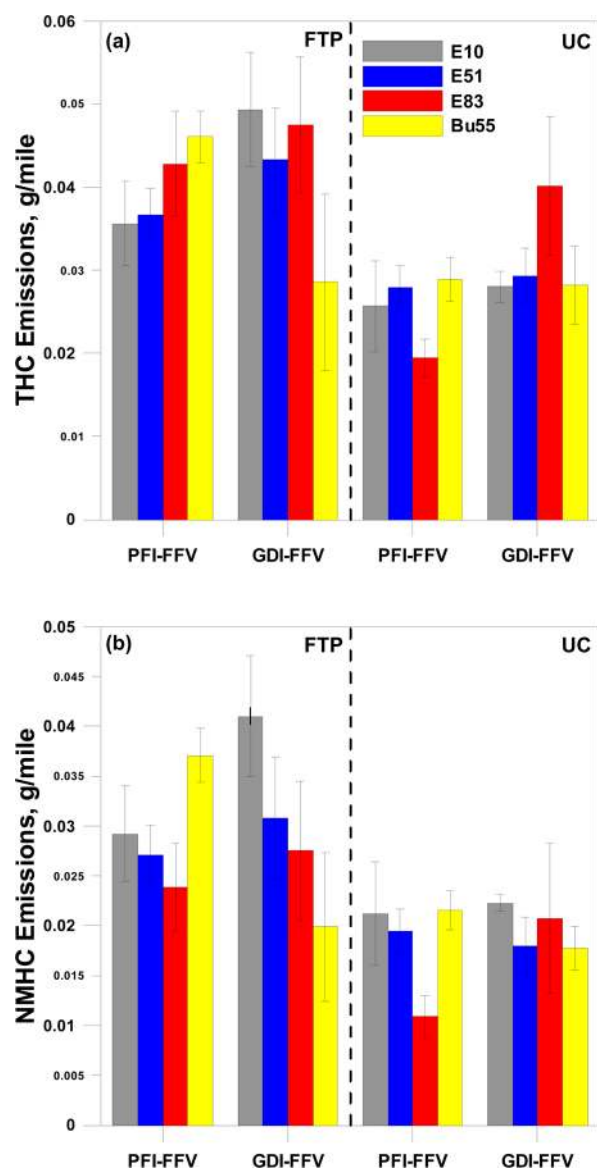 0.06
(a)
FTP
UC
E10
E51
E83
Bu55
0.05
0.04
0.03
0.02
0.01
0
THC Emissions, g/mile
PFI-FFV
GDI-FFV
PFI-FFV
GDI-FFV
0.05
(b)
FTP
UC
0.045
0.04
0.035
0.03
0.025
0.02
0.015
0.01
0.005
0
NMHC Emissions, g/mile
PFI-FFV
GDI-FFV
PFI-FFV
GDI-FFV